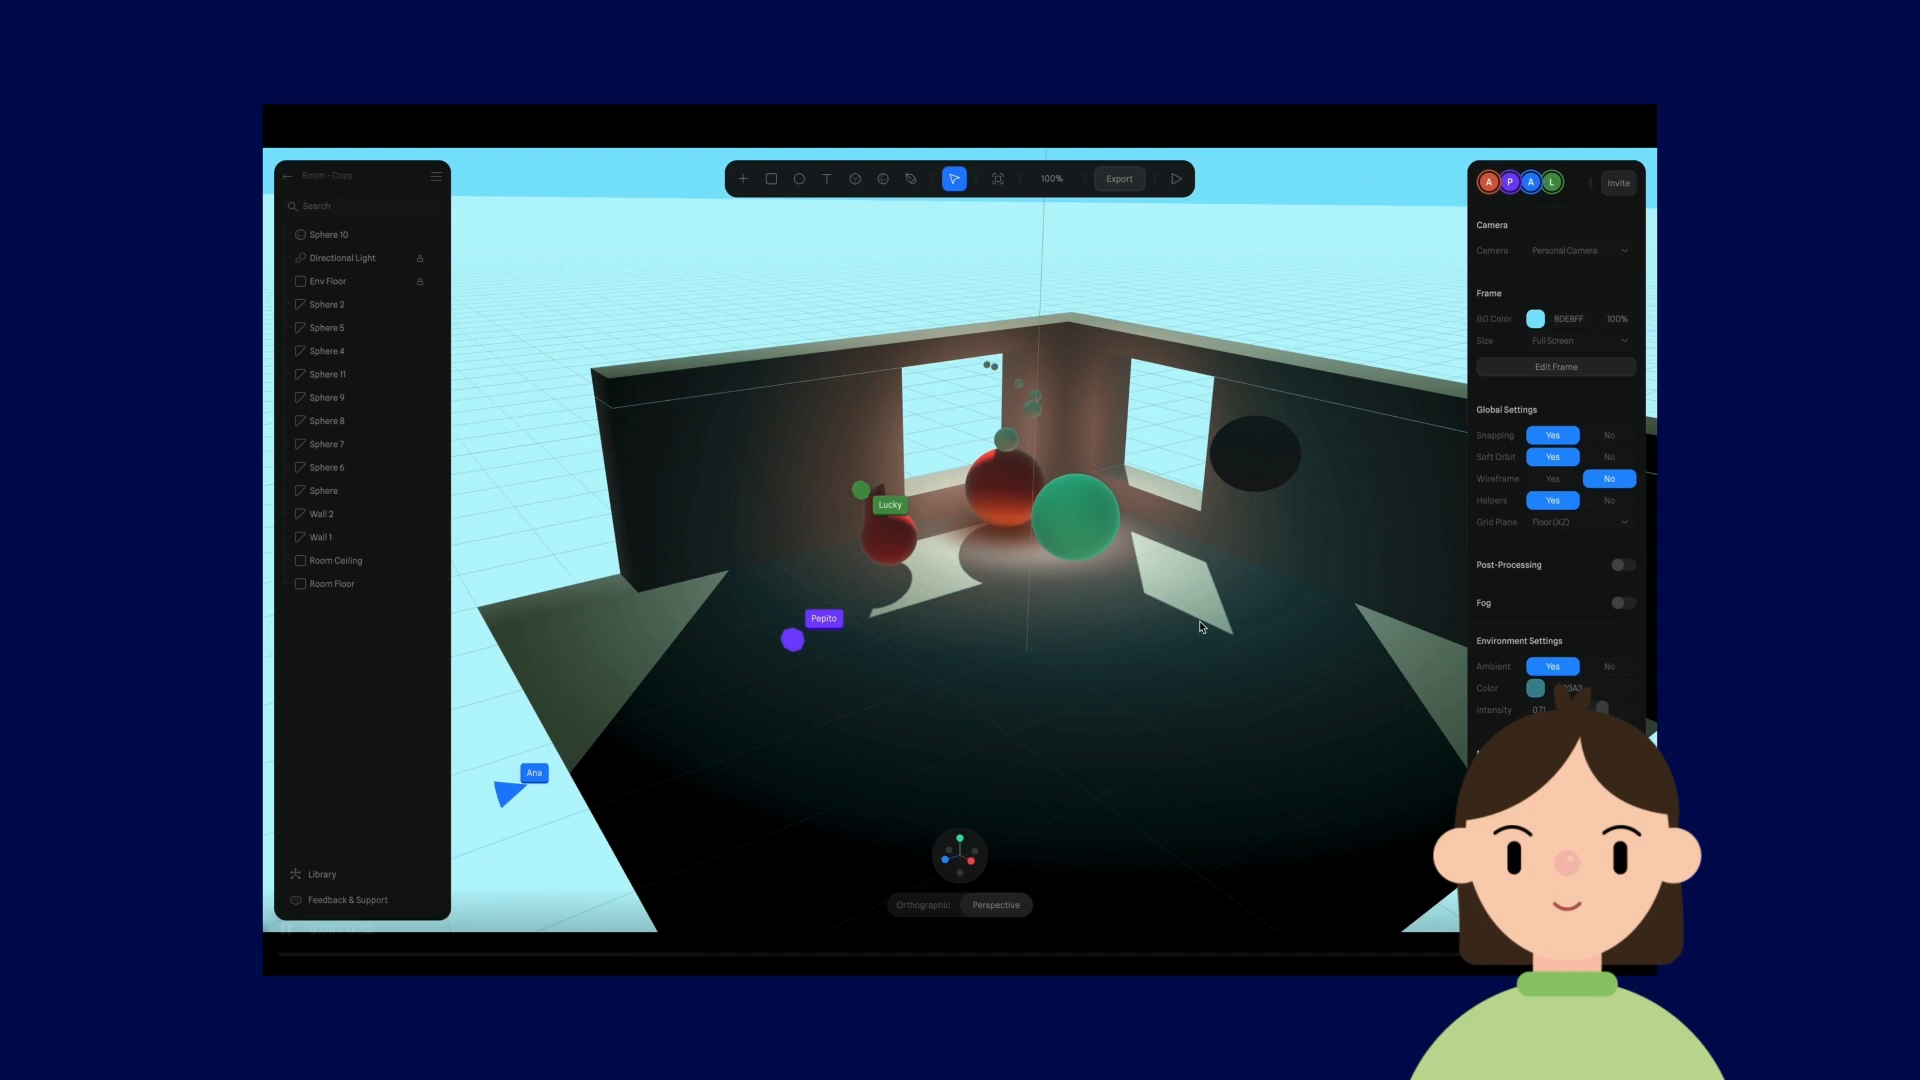 Room - Copy
Search
Sphere 10
Directional Light
Env Floor
Sphere 2
Sphere 5
Sphere 4
Sphere 11
Sphere 9
Sphere 8
Sphere 7
Sphere 6
Sphere
Wall 2
Wall 1
Room Ceiling
Room Floor
Library
Feedback & Support
100%
Export
Lucky
Pepito
Ana
Orthographic
Perspective
A P A L
Invite
Camera
Camera Personal Camera
Frame
BG Color 8DE8FF 100%
Size Full Screen
Edit Frame
Global Settings
Snapping Yes No
Soft Orbit Yes No
Wireframe Yes No
Helpers Yes No
Grid Plane Floor (XZ)
Post-Processing
Fog
Environment Settings
Ambient Yes No
Color
Intensity 0.71